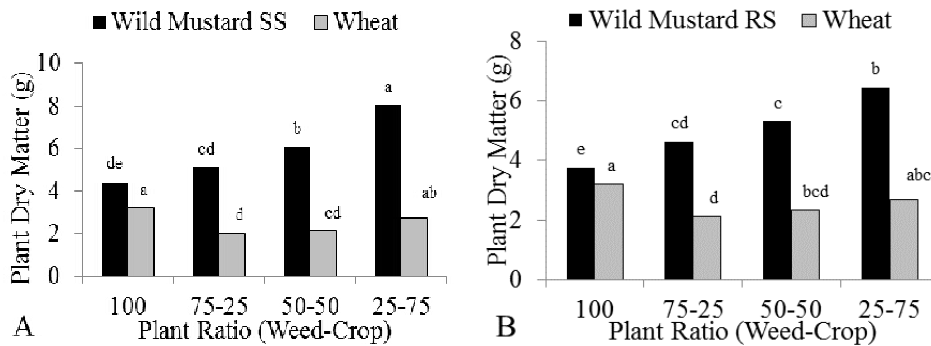 Wild Mustard SS Wheat
Plant Dry Matter (g)
10
8
6
4
2
0
de a cd d b cd a ab
100 75-25 50-50 25-75
Plant Ratio (Weed-Crop)
A
Wild Mustard RS Wheat
Plant Dry Matter (g)
8
6
4
2
0
e a cd d c bcd b abc
100 75-25 50-50 25-75
Plant Ratio (Weed-Crop)
B